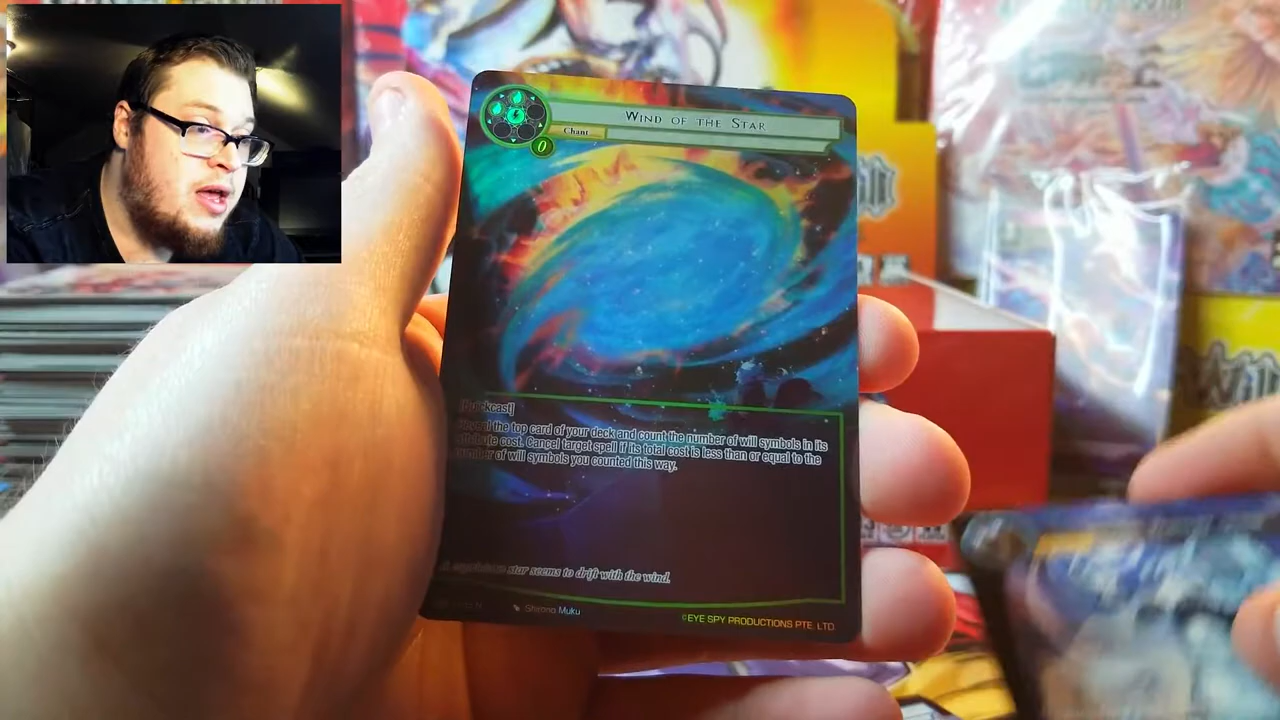 Wind of the Star
Chant
0
[Quickcast]
Reveal the top card of your deck and count the number of will symbols in its
attribute cost. Cancel target spell if its total cost is less than or equal to the
number of will symbols you counted this way.
star seems to drift with the wind.
Shirono Muku
©EYE SPY PRODUCTIONS PTE. LTD.